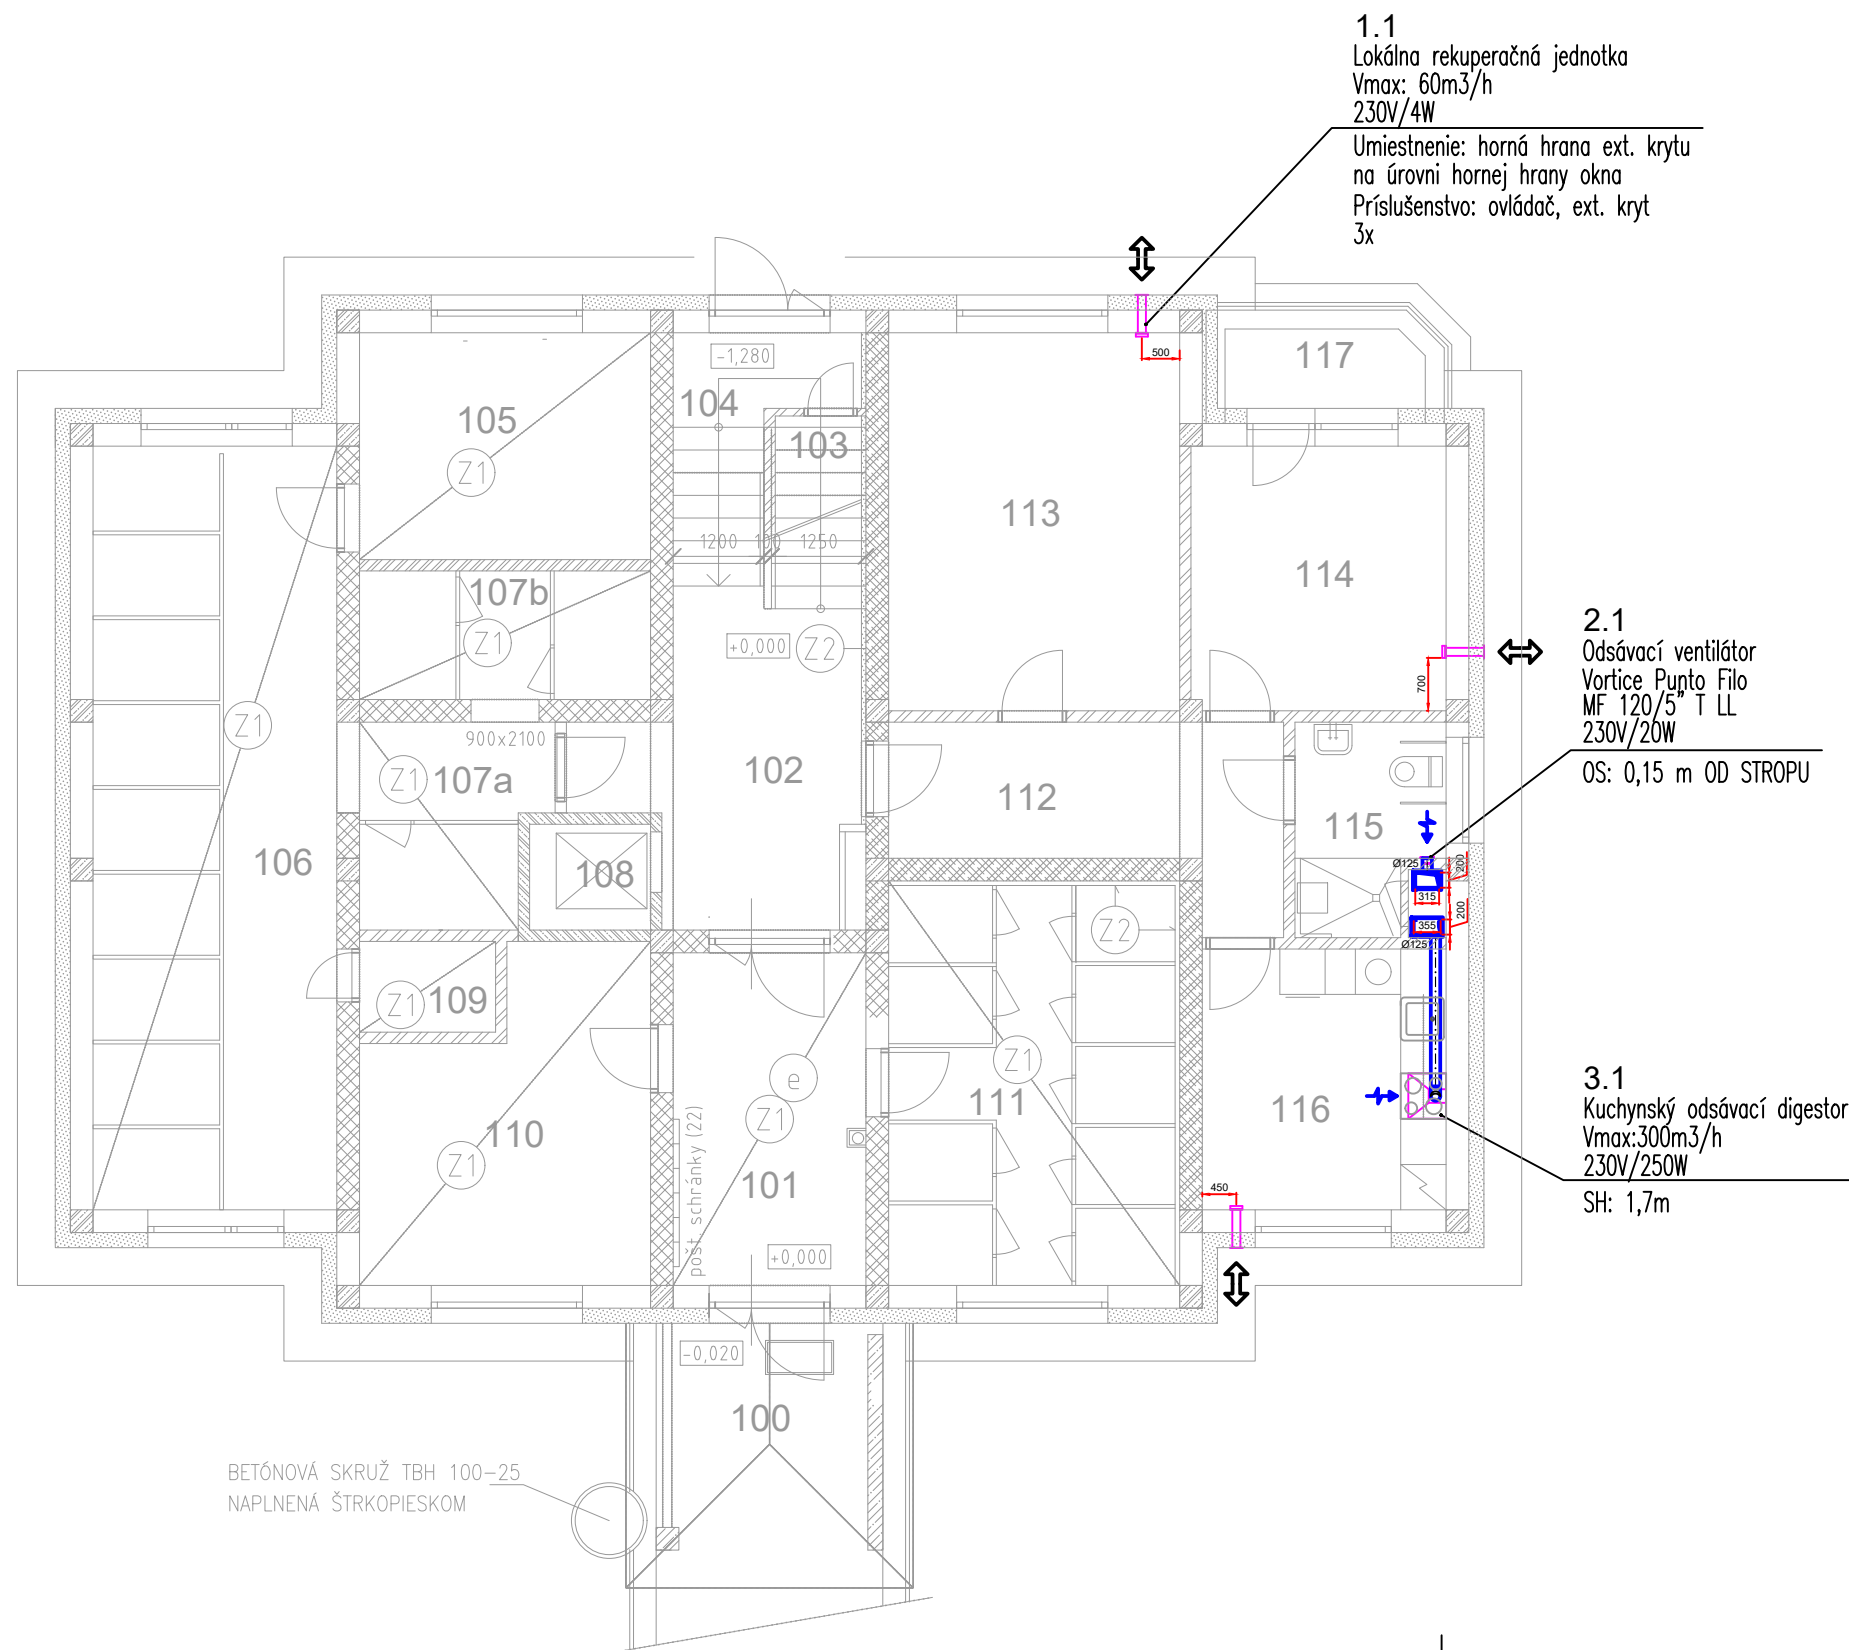 1.1
Lokálna rekuperačná jednotka
Vmax: 60m3/h
230V/4W
Umiestnenie: horná hrana ext. krytu
na úrovni hornej hrany okna
Príslušenstvo: ovládač, ext. kryt
3x
-1,280
500
117
105
104
103
Z1
113
1200
100
1250
114
107b
Z1
+0,000
Z2
2.1
Odsávací ventilátor
Vortice Punto Filo
MF 120/5" T LL
230V/20W
OS: 0,15 m OD STROPU
700
Z1
900x2100
Z1
107a
102
112
115
106
108
Ø125
200
315
Z2
200
355
Ø125
Z1
109
Z1
e
Z1
111
116
110
Z1
101
pošt. schránky (22)
3.1
Kuchynský odsávací digestor
Vmax:300m3/h
230V/250W
SH: 1,7m
450
+0,000
-0,020
100
BETÓNOVÁ SKRUŽ TBH 100-25
NAPLNENÁ ŠTRKOPIESKOM